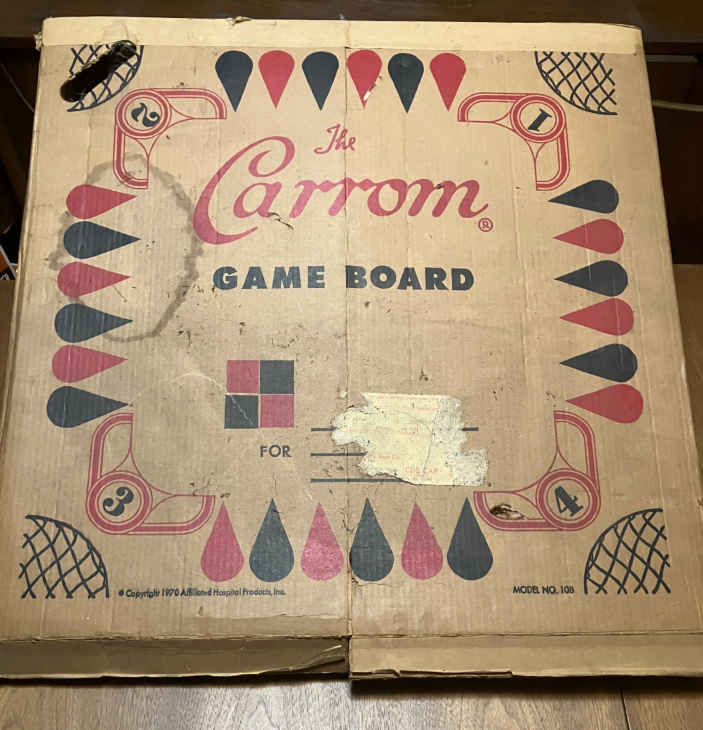 2
1
The
Carrom®
GAME BOARD
FOR
3
4
© Copyright 1970 Affiliated Hospital Products, Inc.
MODEL NO. 108